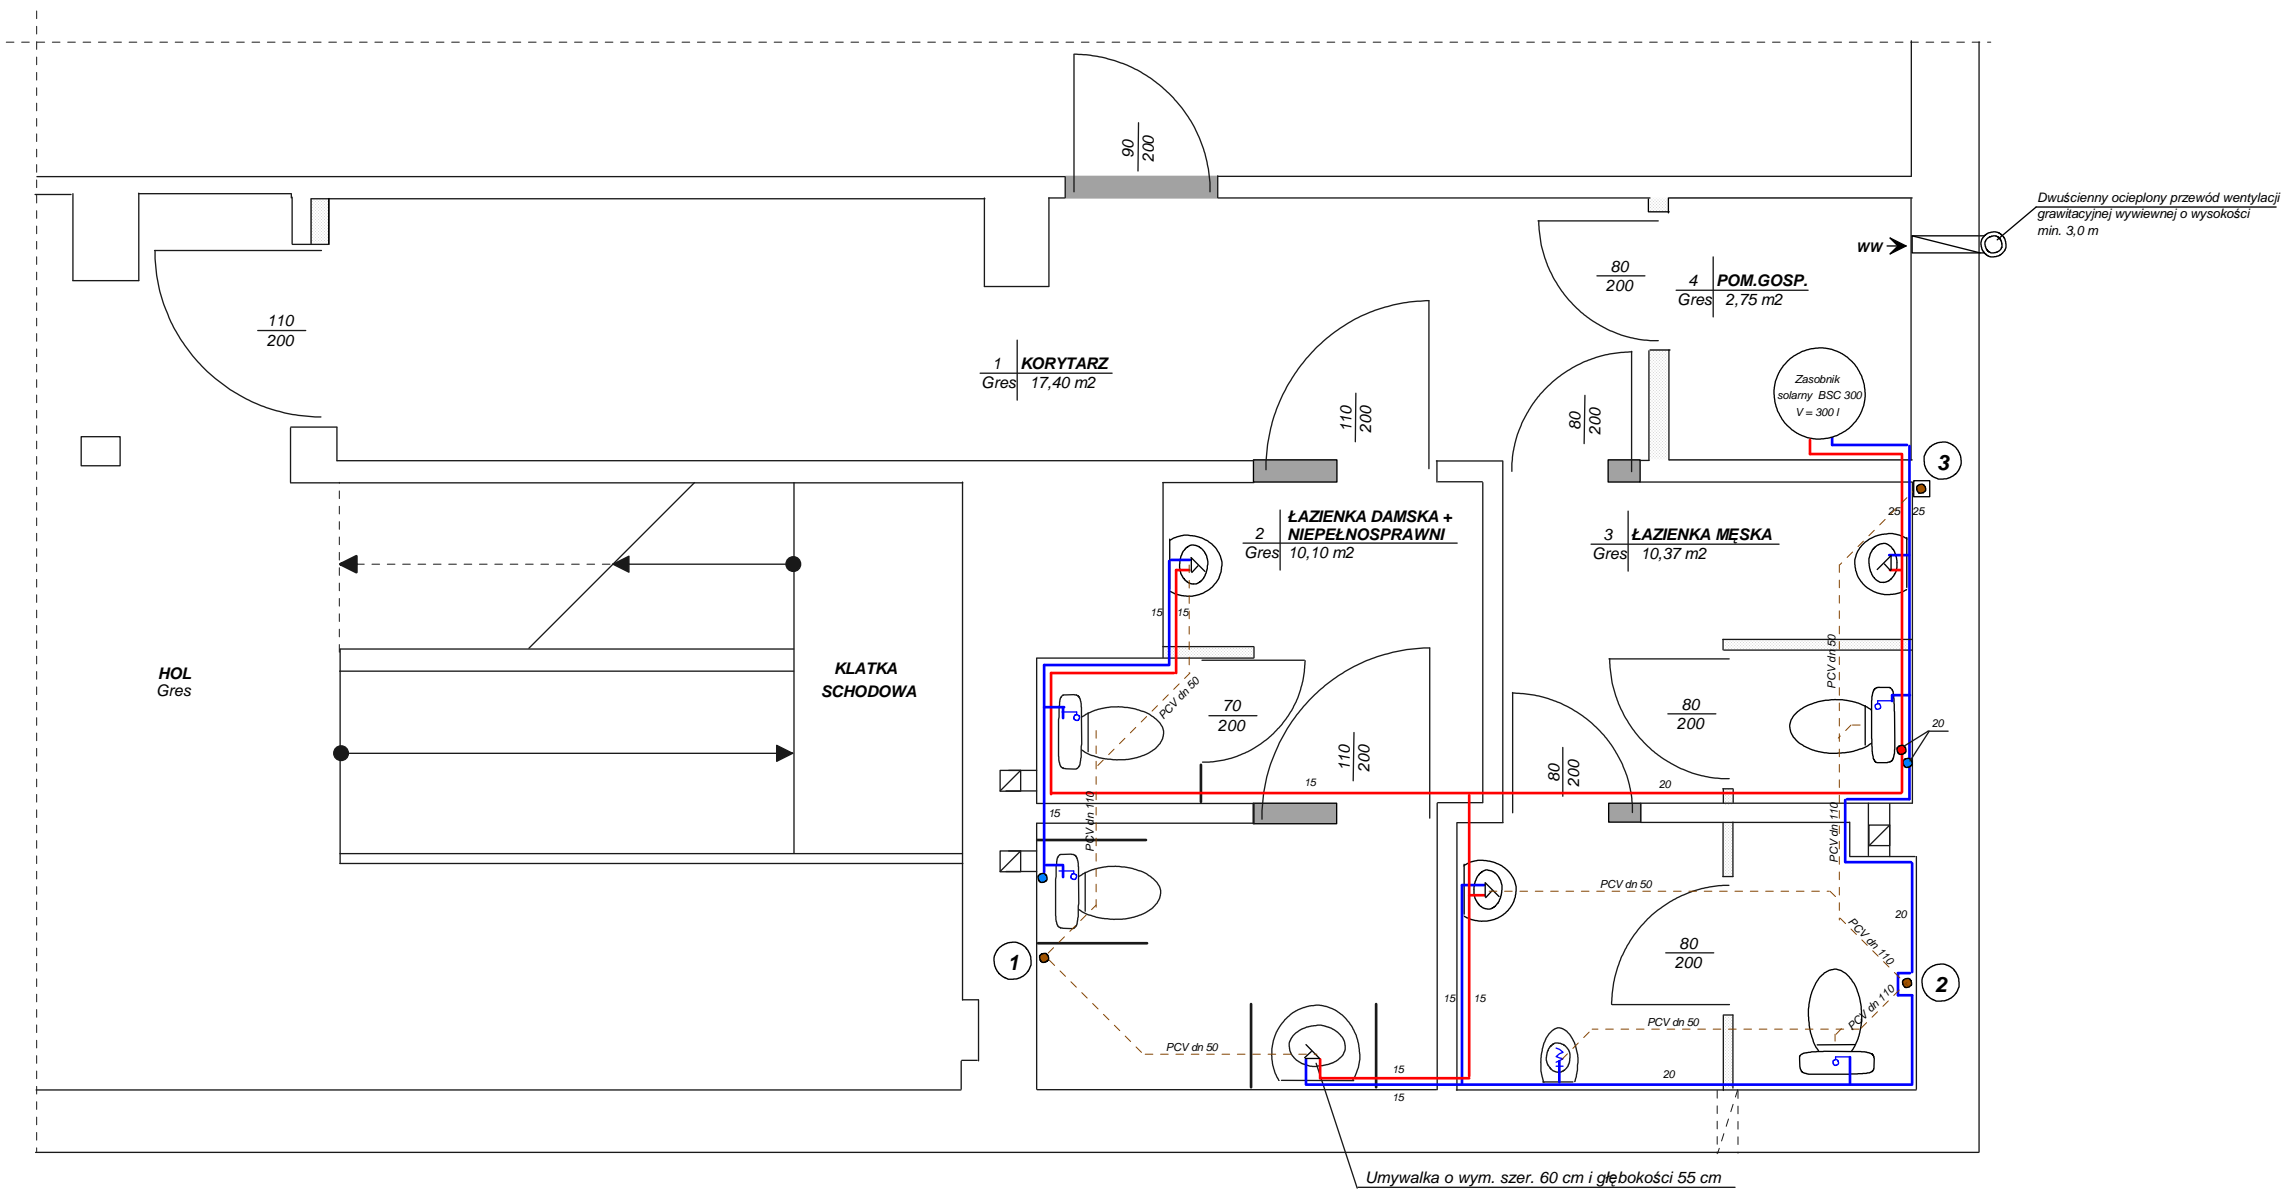 90
200
Dwuścienny ocieplony przewód wentylacji
grawitacyjnej wywiewnej o wysokości
min. 3,0 m
WW
80
200
4 POM.GOSP.
Gres 2,75 m2
110
200
1 KORYTARZ
Gres 17,40 m2
Zasobnik
solarny BSC 300
V = 300 l
110
200
80
200
3
25 25
2 ŁAZIENKA DAMSKA +
NIEPEŁNOSPRAWNI
Gres 10,10 m2
3 ŁAZIENKA MĘSKA
Gres 10,37 m2
15 15
PCV dn 50
HOL
Gres
KLATKA
SCHODOWA
PCV dn 50
70
200
80
200
20
110
200
80
200
15
20
15
PCV dn 110
PCV dn 110
PCV dn 50
20
PCV dn 110
80
200
1
2
15 15
PCV dn 110
PCV dn 50
PCV dn 50
15
20
15
Umywalka o wym. szer. 60 cm i głębokości 55 cm